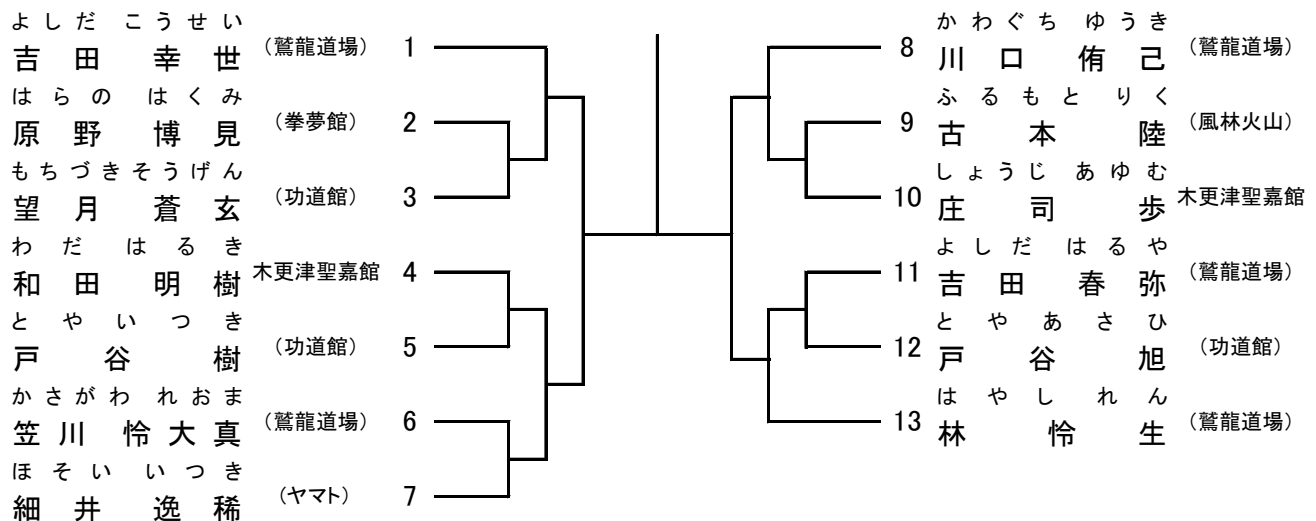 よしだ こうせい
吉田 幸世 (鷲龍道場) 1
はらの はくみ
原野 博見 (拳夢館) 2
もちづきそうげん
望月 蒼玄 (功道館) 3
わだ はるき
和田 明樹 木更津聖嘉館 4
とやいつき
戸谷樹 (功道館) 5
かさがわ れおま
笠川 怜大真 (鷲龍道場) 6
ほそい いつき
細井 逸稀 (ヤマト) 7
かわぐち ゆうき
8 川口 侑己 (鷲龍道場)
ふるもと りく
9 古本 陸 (風林火山)
しょうじ あゆむ
10 庄司 歩 木更津聖嘉館
よしだ はるや
11 吉田 春弥 (鷲龍道場)
とやあさひ
12 戸谷旭 (功道館)
はやし れん
13 林 怜生 (鷲龍道場)